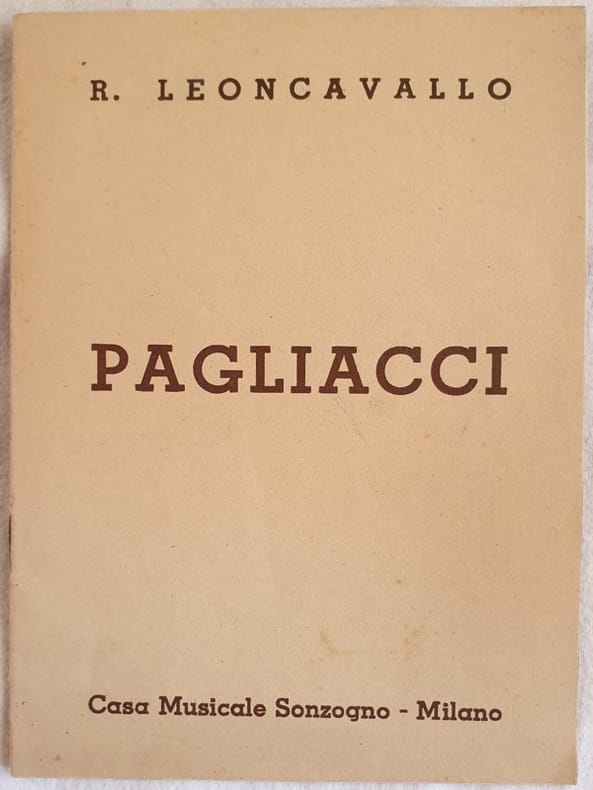 R. LEONCAVALLO
PAGLIACCI
Casa Musicale Sonzogno - Milano